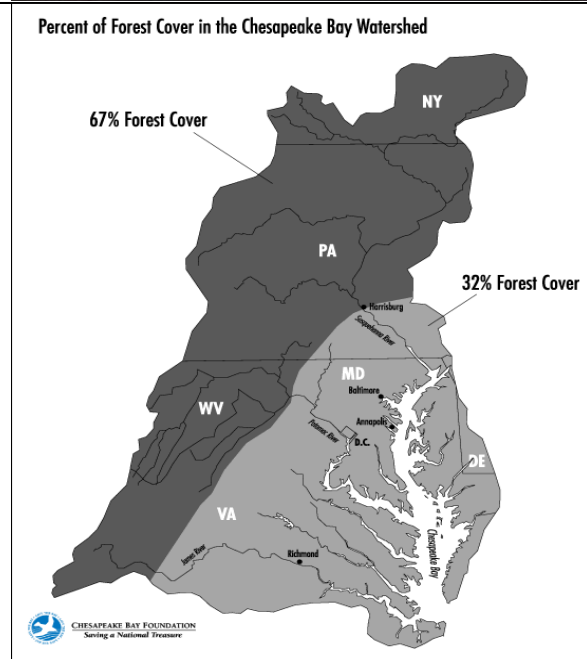 Percent of Forest Cover in the Chesapeake Bay Watershed
NY
67% Forest Cover
PA
32% Forest Cover
Harrisburg
Susquehanna River
MD
Baltimore
WV
Annapolis
Potomac River
D.C.
DE
VA
Chesapeake Bay
James River
Richmond
CHESAPEAKE BAY FOUNDATION
Saving a National Treasure